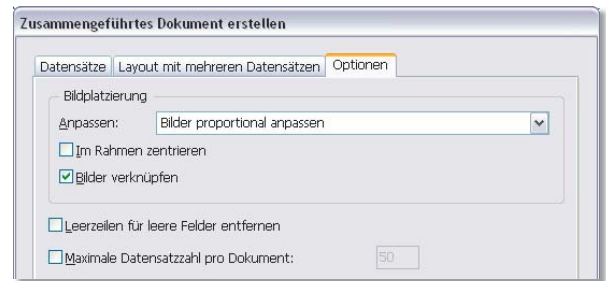 Zusammengeführtes Dokument erstellen
Datensätze Layout mit mehreren Datensätzen Optionen
Bildplatzierung
Anpassen: Bilder proportional anpassen
Im Rahmen zentrieren
Bilder verknüpfen
Leerzeilen für leere Felder entfernen
Maximale Datensatzzahl pro Dokument: 50